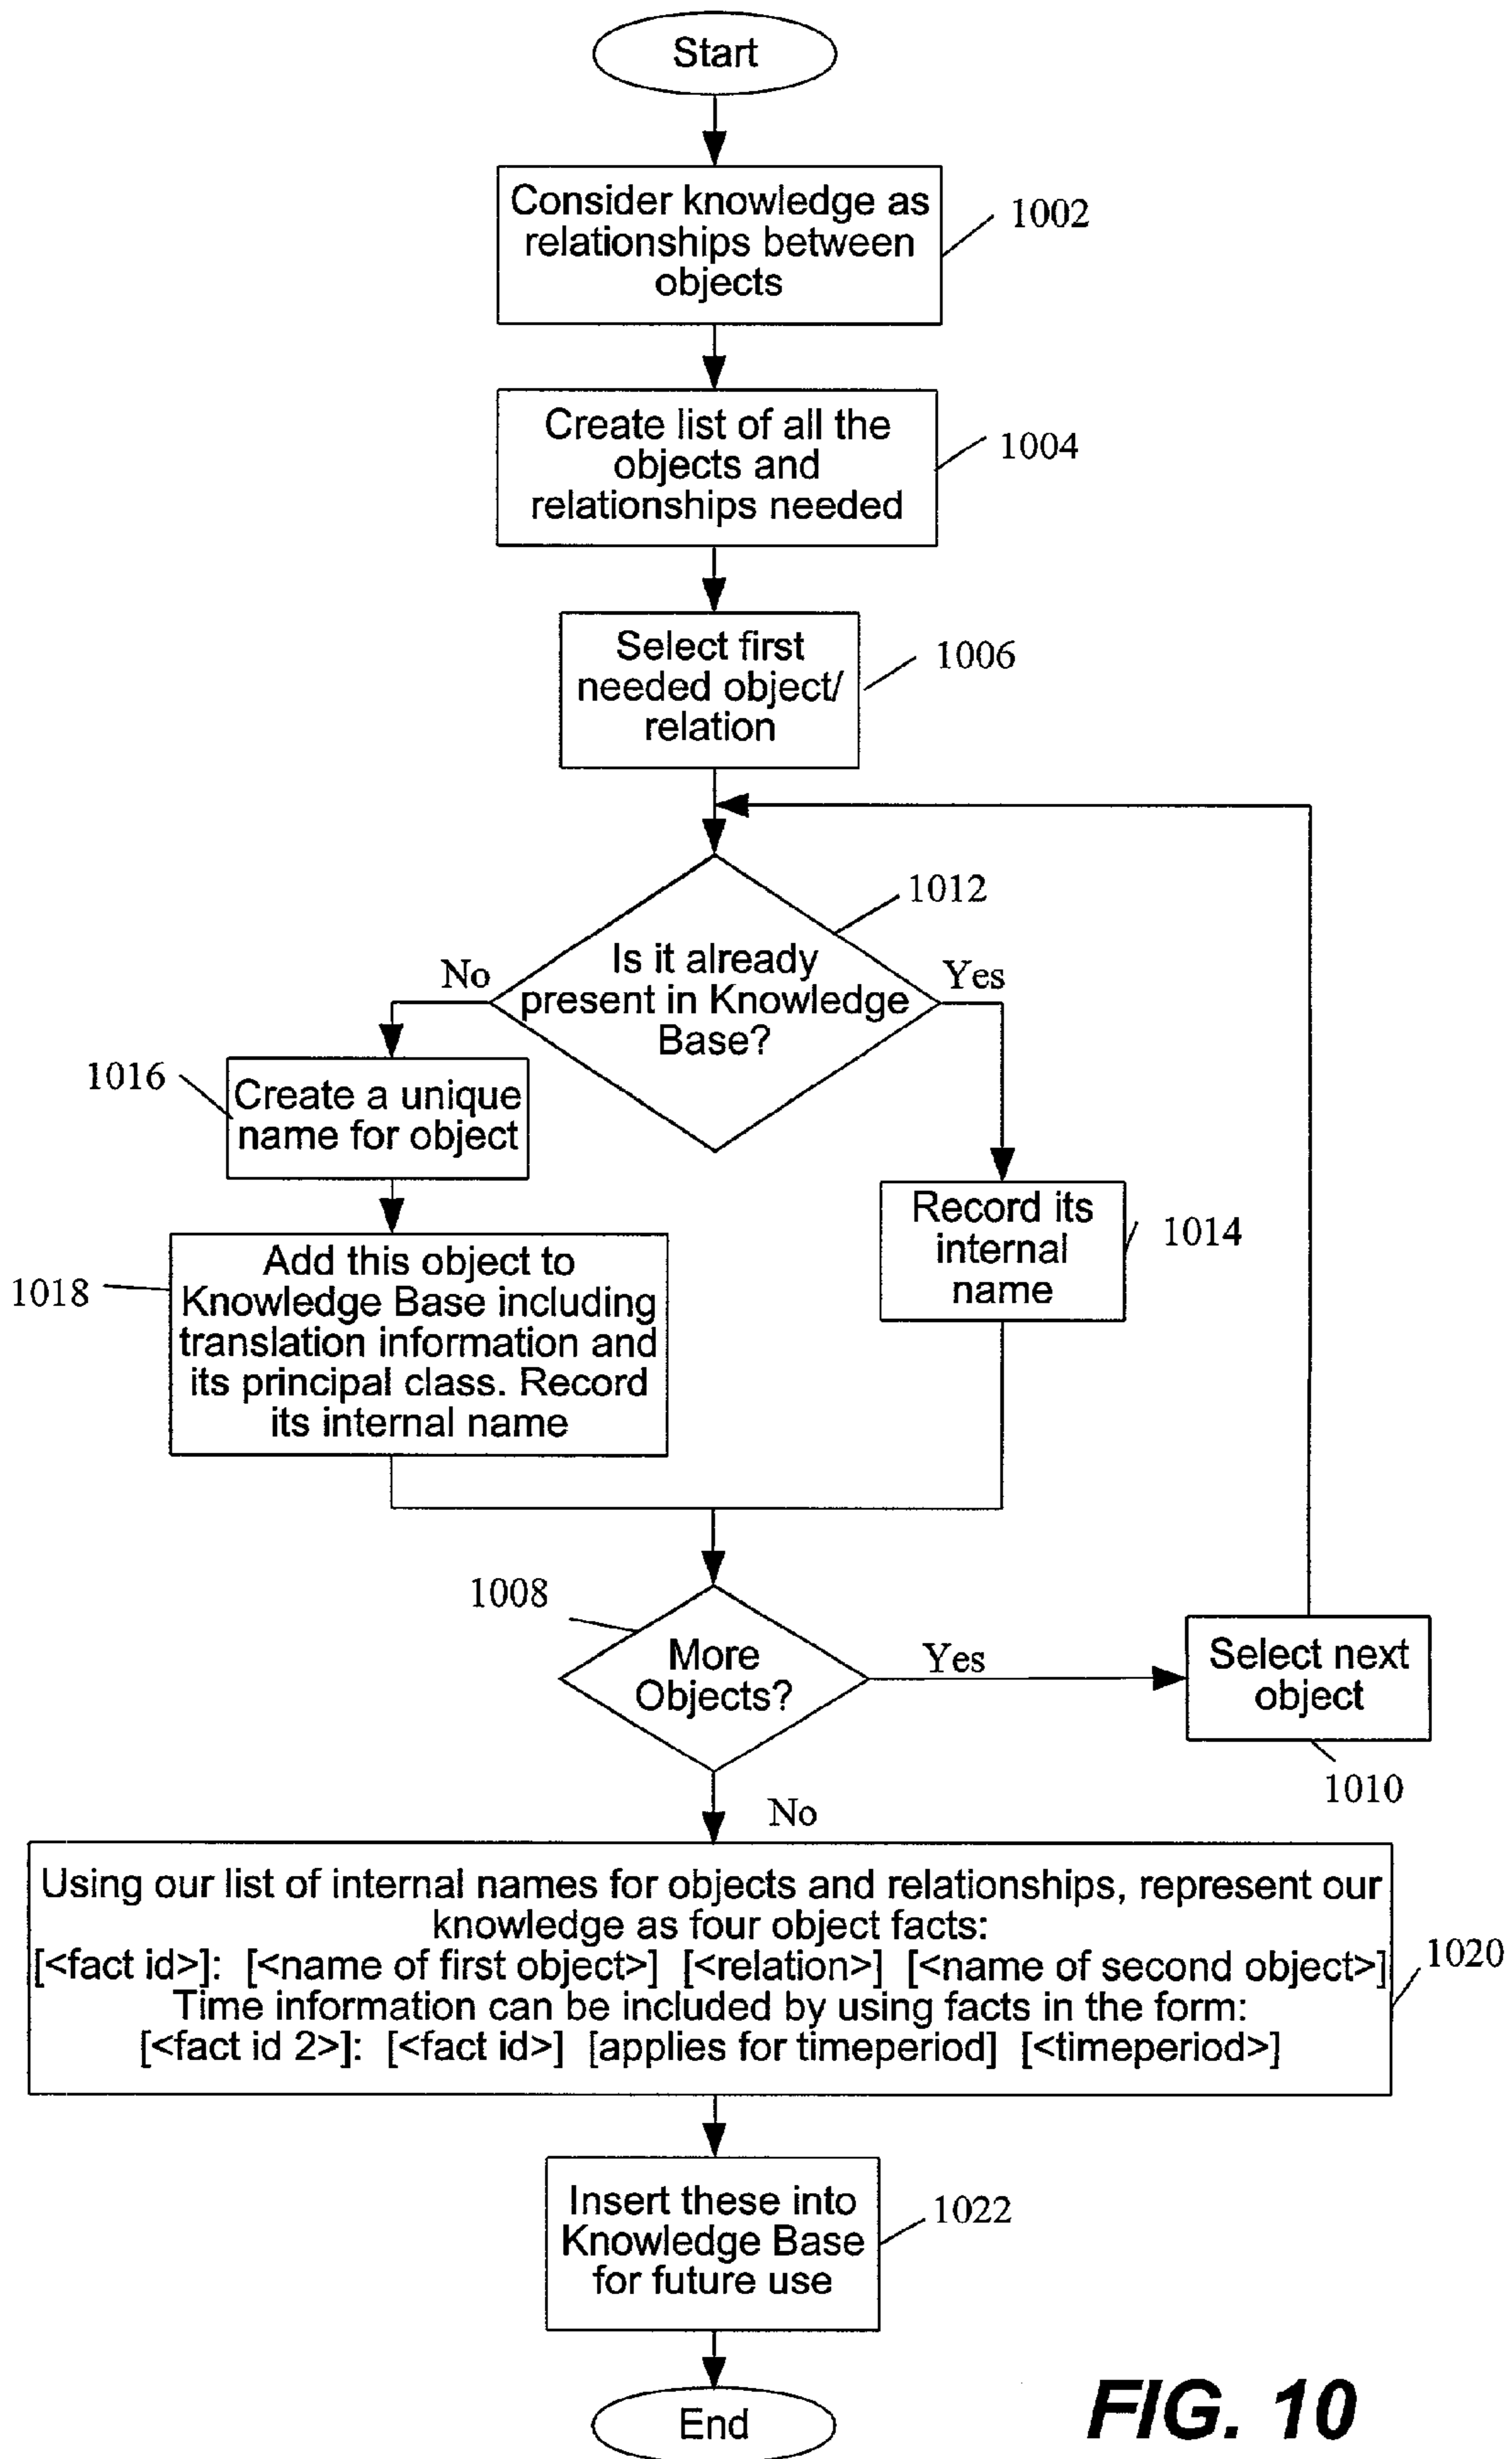 Start
Consider knowledge as
relationships between
objects
1002
Create list of all the
objects and
relationships needed
1004
Select first
needed object/
relation
1006
1012
Is it already
present in Knowledge
Base?
No
Yes
1016
Create a unique
name for object
Record its
internal
name
1014
1018
Add this object to
Knowledge Base including
translation information and
its principal class. Record
its internal name
1008
More
Objects?
Yes
Select next
object
1010
No
Using our list of internal names for objects and relationships, represent our
knowledge as four object facts:
[<fact id>]: [<name of first object>] [<relation>] [<name of second object>]
Time information can be included by using facts in the form:
[<fact id 2>]: [<fact id>] [applies for timeperiod] [<timeperiod>]
1020
Insert these into
Knowledge Base
for future use
1022
End
FIG. 10